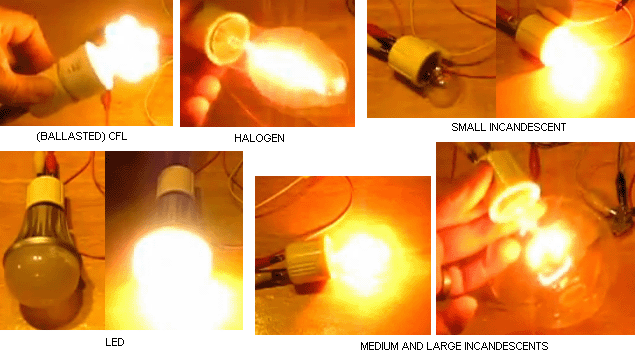 (BALLASTED) CFL
HALOGEN
SMALL INCANDESCENT
LED
MEDIUM AND LARGE INCANDESCENTS